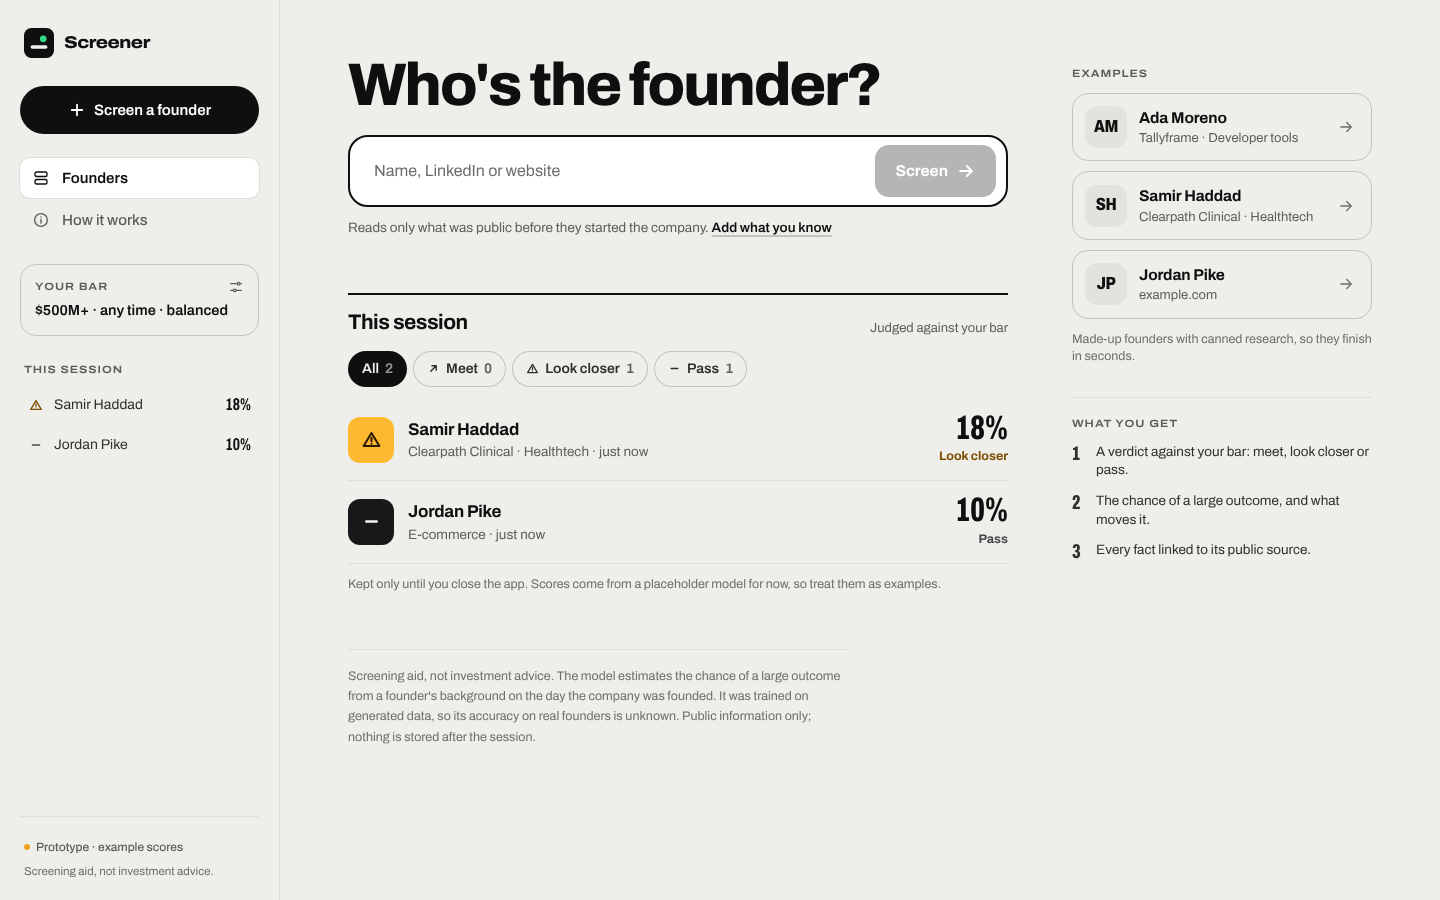 Screener
Screen a founder
Founders
How it works
YOUR BAR
$500M+ · any time · balanced
THIS SESSION
Samir Haddad 18%
Jordan Pike 10%
Prototype · example scores
Screening aid, not investment advice.
Who's the founder?
Name, LinkedIn or website
Screen
Reads only what was public before they started the company. Add what you know
This session
Judged against your bar
All 2
Meet 0
Look closer 1
Pass 1
Samir Haddad
Clearpath Clinical · Healthtech · just now
18%
Look closer
Jordan Pike
E-commerce · just now
10%
Pass
Kept only until you close the app. Scores come from a placeholder model for now, so treat them as examples.
Screening aid, not investment advice. The model estimates the chance of a large outcome
from a founder's background on the day the company was founded. It was trained on
generated data, so its accuracy on real founders is unknown. Public information only;
nothing is stored after the session.
EXAMPLES
AM
Ada Moreno
Tallyframe · Developer tools
SH
Samir Haddad
Clearpath Clinical · Healthtech
JP
Jordan Pike
example.com
Made-up founders with canned research, so they finish
in seconds.
WHAT YOU GET
1 A verdict against your bar: meet, look closer or
pass.
2 The chance of a large outcome, and what
moves it.
3 Every fact linked to its public source.